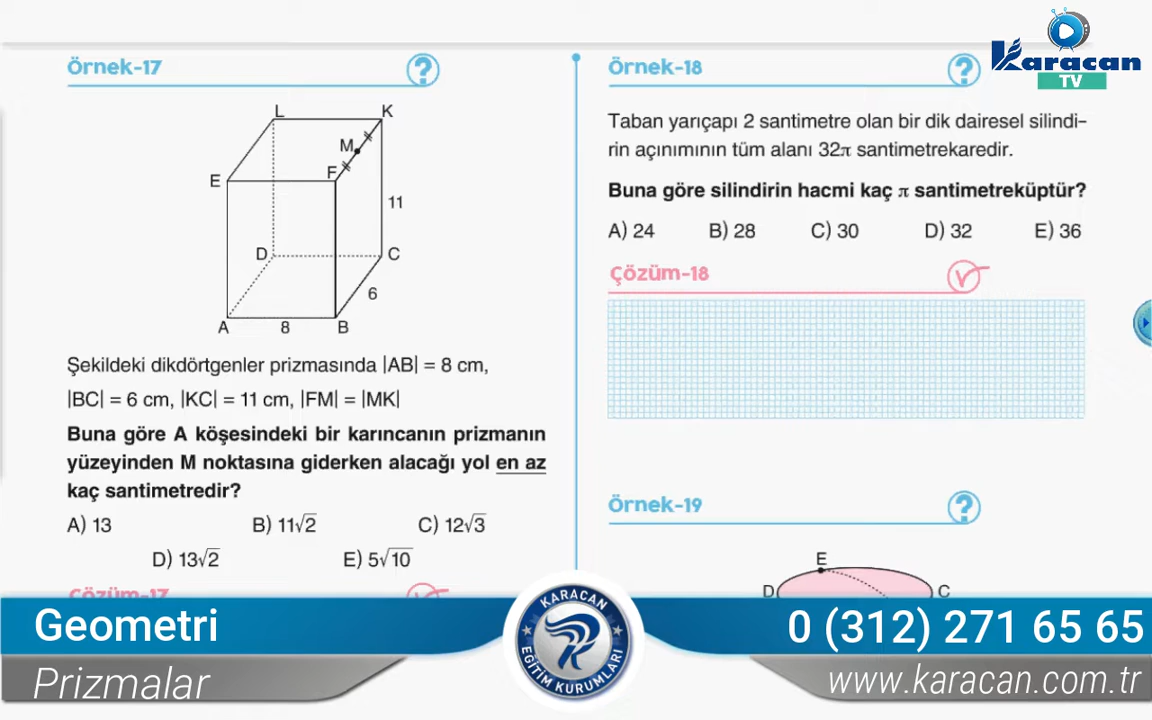 Karacan
TV
Örnek-17
?
L
K
M
F
E
11
D
C
6
A
8
B
Şekildeki dikdörtgenler prizmasında |AB| = 8 cm,
|BC| = 6 cm, |KC| = 11 cm, |FM| = |MK|
Buna göre A köşesindeki bir karıncanın prizmanın
yüzeyinden M noktasına giderken alacağı yol en az
kaç santimetredir?
A) 13 B) 11√2 C) 12√3
D) 13√2 E) 5√10
Çözüm-17
Örnek-18
?
Taban yarıçapı 2 santimetre olan bir dik dairesel silindi-
rin açınımının tüm alanı 32π santimetrekaredir.
Buna göre silindirin hacmi kaç π santimetreküptür?
A) 24 B) 28 C) 30 D) 32 E) 36
Çözüm-18
Örnek-19
?
E
D
C
Geometri
Prizmalar
KARACAN
EĞİTİM KURUMLARI
0 (312) 271 65 65
www.karacan.com.tr